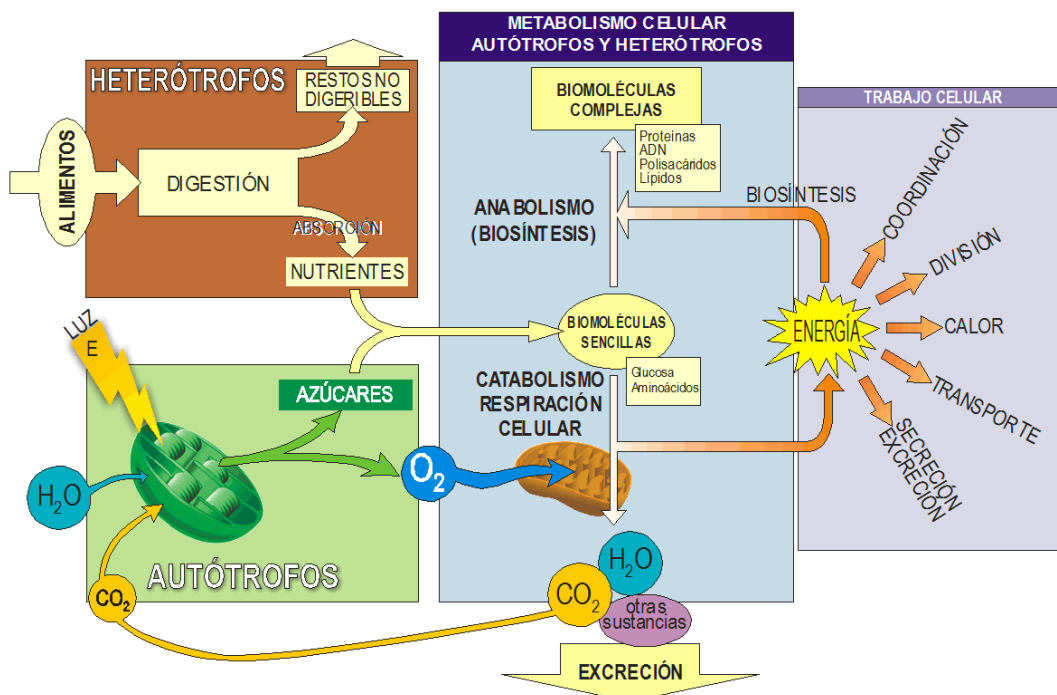 METABOLISMO CELULAR
AUTÓTROFOS Y HETERÓTROFOS
HETERÓTROFOS
RESTOS NO
DIGERIBLES
ALIMENTOS
DIGESTIÓN
ABSORCIÓN
NUTRIENTES
BIOMOLÉCULAS
COMPLEJAS
Proteínas
ADN
Polisacáridos
Lípidos
ANABOLISMO
(BIOSÍNTESIS)
BIOMOLÉCULAS
SENCILLAS
Glucosa
Aminoácidos
CATABOLISMO
RESPIRACIÓN
CELULAR
TRABAJO CELULAR
BIOSÍNTESIS
COORDINACIÓN
DIVISIÓN
ENERGÍA
CALOR
TRANSPORTE
SECRECIÓN
EXCRECIÓN
LUZ
E
AZÚCARES
O₂
H₂O
AUTÓTROFOS
CO₂
H₂O
CO₂
otras
sustancias
EXCRECIÓN